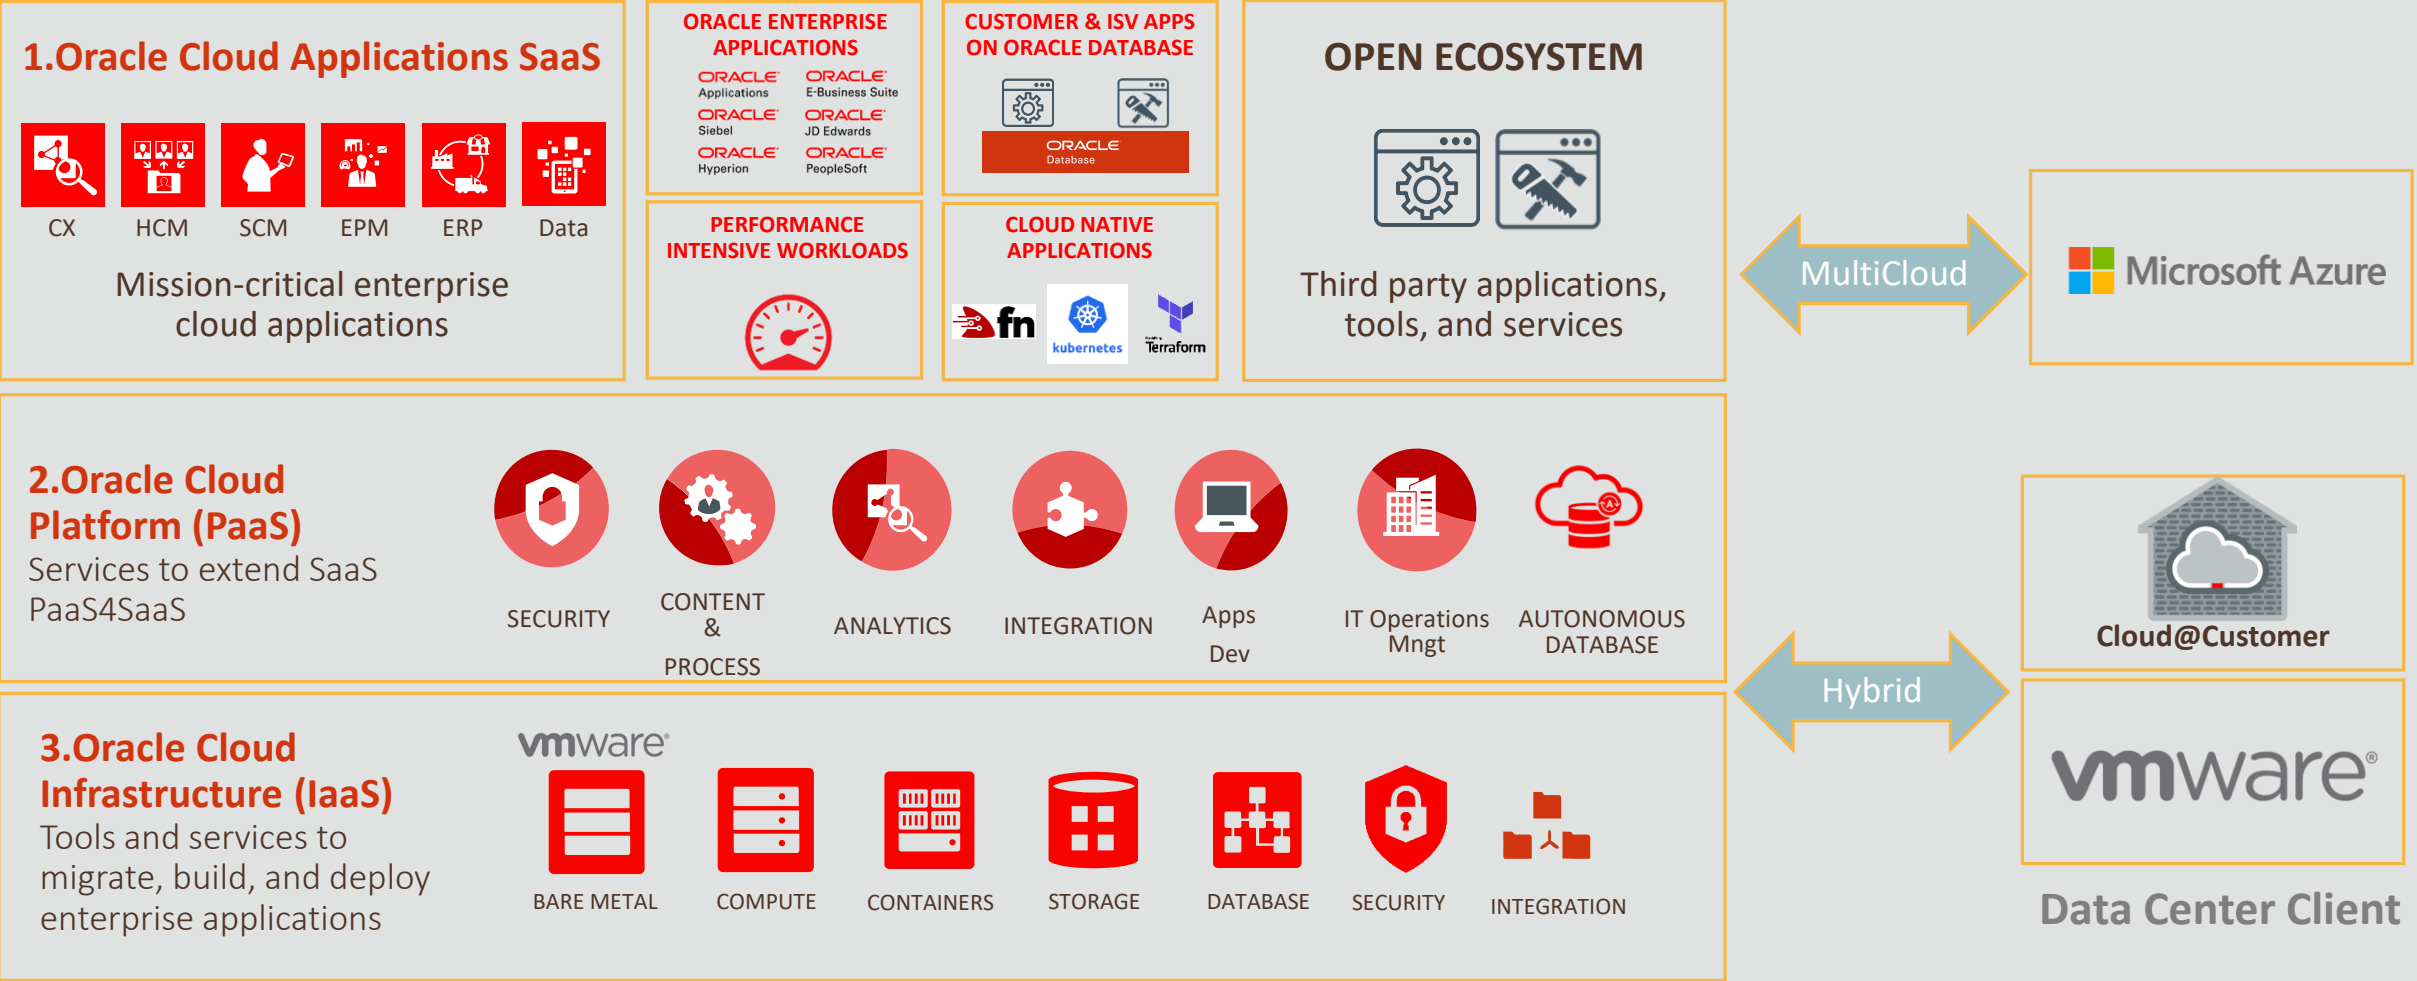 1.Oracle Cloud Applications SaaS
CX
HCM
SCM
EPM
ERP
Data
Mission-critical enterprise
cloud applications
ORACLE ENTERPRISE
APPLICATIONS
ORACLE
Applications
ORACLE
E-Business Suite
ORACLE
Siebel
ORACLE
JD Edwards
ORACLE
Hyperion
ORACLE
PeopleSoft
CUSTOMER & ISV APPS
ON ORACLE DATABASE
ORACLE
Database
PERFORMANCE
INTENSIVE WORKLOADS
CLOUD NATIVE
APPLICATIONS
fn
kubernetes
Terraform
OPEN ECOSYSTEM
Third party applications,
tools, and services
MultiCloud
Microsoft Azure
2.Oracle Cloud
Platform (PaaS)
Services to extend SaaS
PaaS4SaaS
SECURITY
CONTENT
&
PROCESS
ANALYTICS
INTEGRATION
Apps
Dev
IT Operations
Mngt
A
AUTONOMOUS
DATABASE
Cloud@Customer
Hybrid
3.Oracle Cloud
Infrastructure (IaaS)
Tools and services to
migrate, build, and deploy
enterprise applications
vmware®
BARE METAL
COMPUTE
CONTAINERS
STORAGE
DATABASE
SECURITY
INTEGRATION
vmware®
Data Center Client